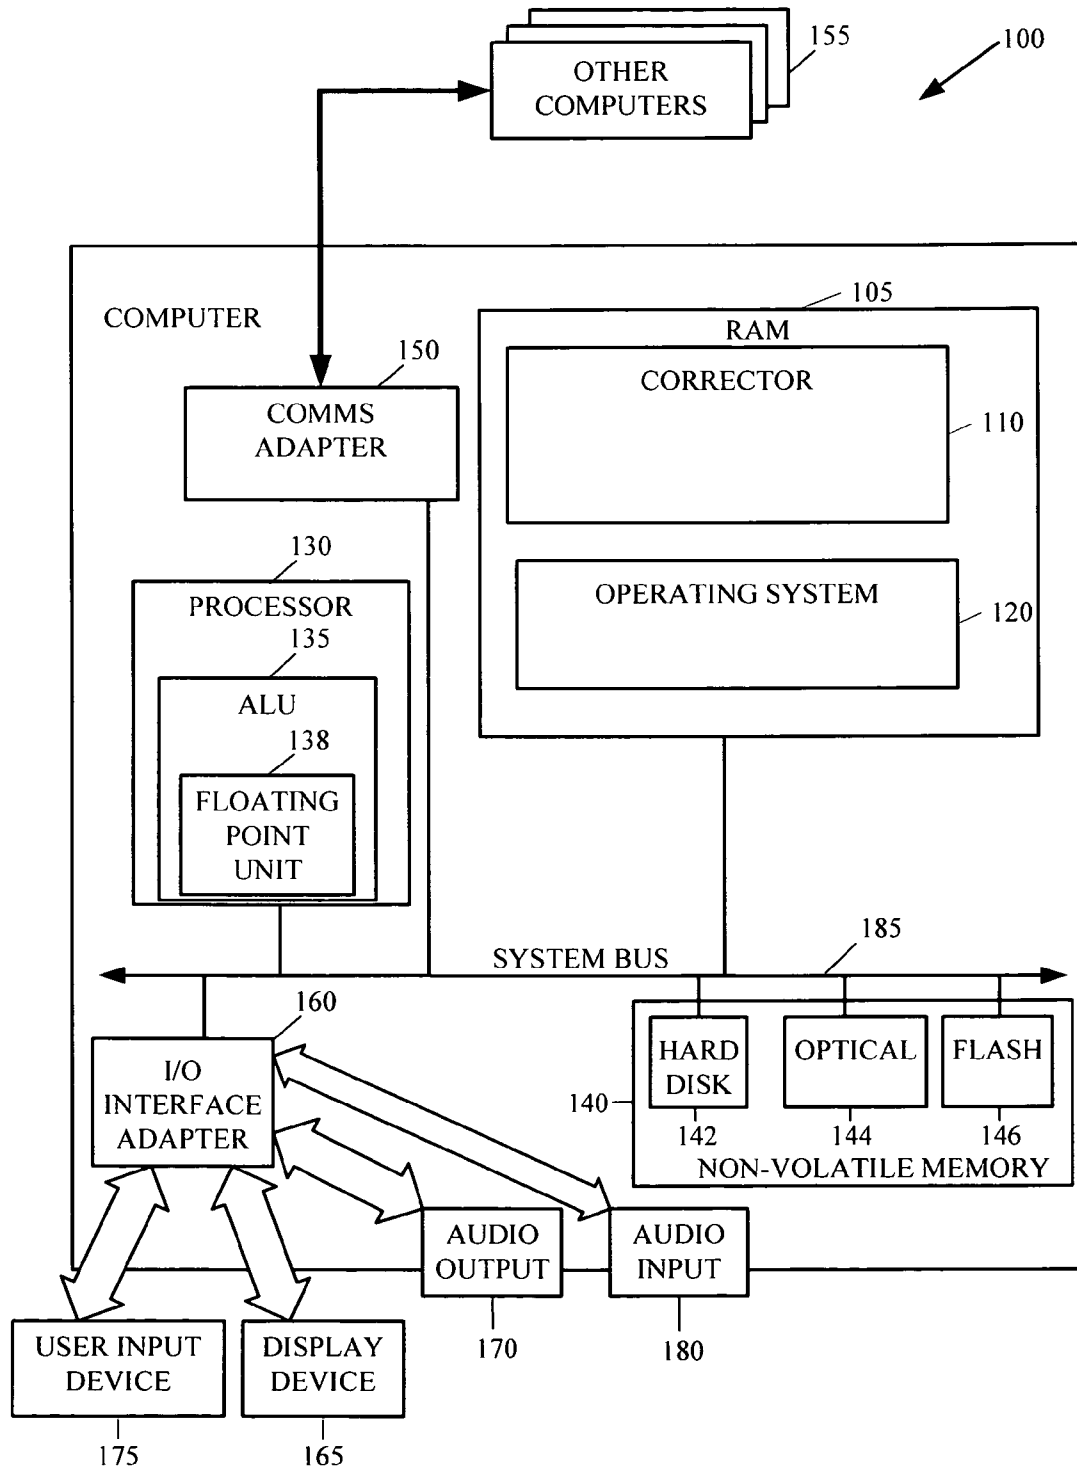 OTHER
COMPUTERS
155
100
COMPUTER
105
RAM
CORRECTOR
110
150
COMMS
ADAPTER
OPERATING SYSTEM
120
130
PROCESSOR
135
ALU
138
FLOATING
POINT
UNIT
SYSTEM BUS
185
160
I/O
INTERFACE
ADAPTER
140
HARD
DISK
142
OPTICAL
144
FLASH
146
NON-VOLATILE MEMORY
AUDIO
OUTPUT
170
AUDIO
INPUT
180
USER INPUT
DEVICE
175
DISPLAY
DEVICE
165